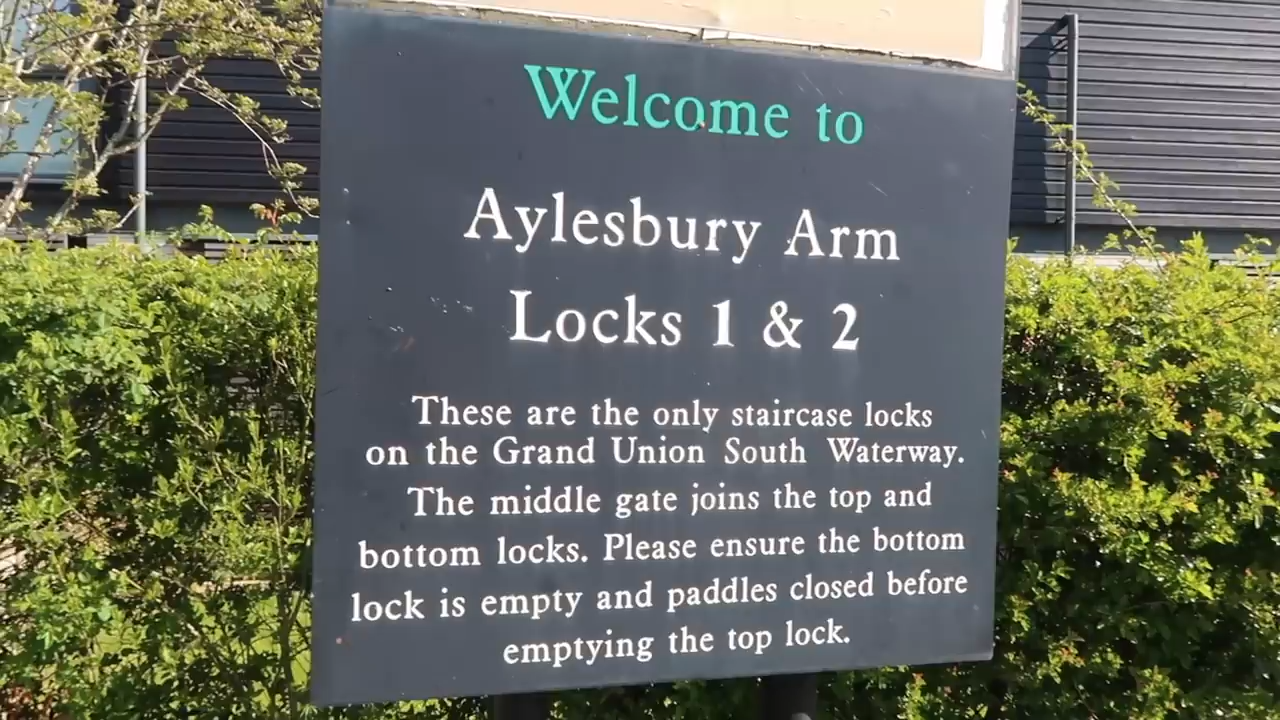 Welcome to
Aylesbury Arm
Locks 1 & 2
These are the only staircase locks
on the Grand Union South Waterway.
The middle gate joins the top and
bottom locks. Please ensure the bottom
lock is empty and paddles closed before
emptying the top lock.